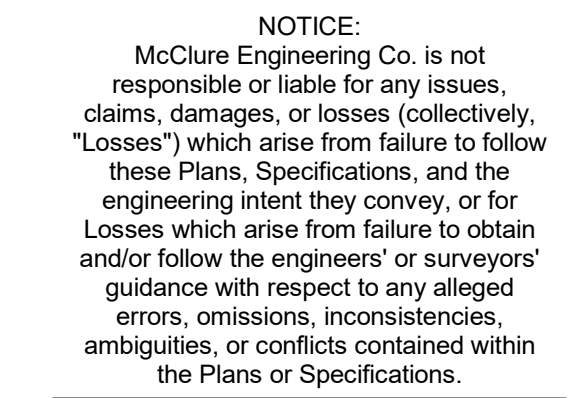 NOTICE:
McClure Engineering Co. is not
responsible or liable for any issues,
claims, damages, or losses (collectively,
"Losses") which arise from failure to follow
these Plans, Specifications, and the
engineering intent they convey, or for
Losses which arise from failure to obtain
and/or follow the engineers' or surveyors'
guidance with respect to any alleged
errors, omissions, inconsistencies,
ambiguities, or conflicts contained within
the Plans or Specifications.